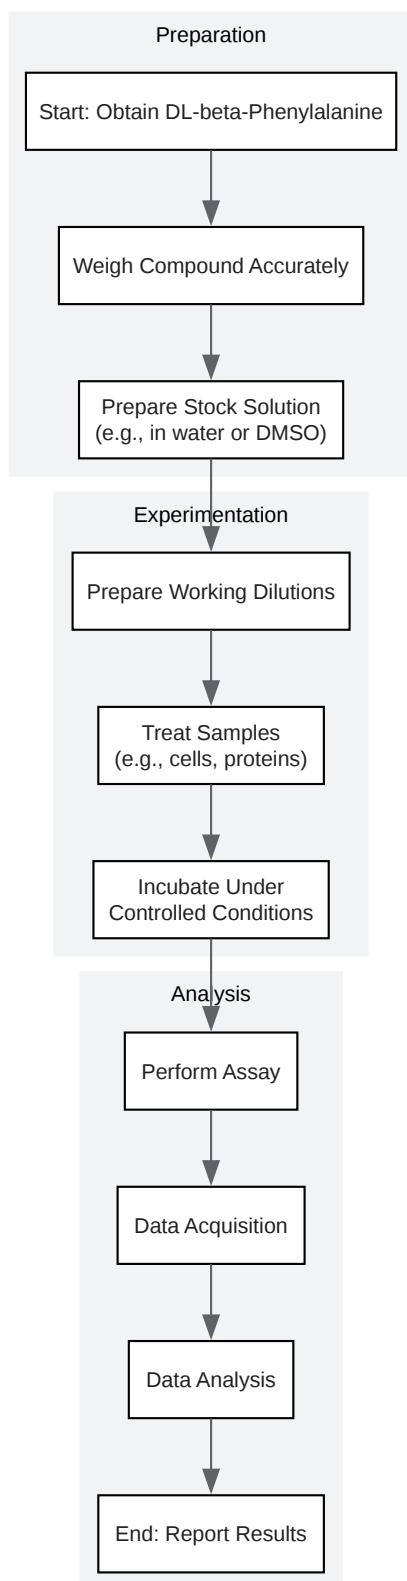 Preparation
Start: Obtain DL-beta-Phenylalanine
Weigh Compound Accurately
Prepare Stock Solution
(e.g., in water or DMSO)
Experimentation
Prepare Working Dilutions
Treat Samples
(e.g., cells, proteins)
Incubate Under
Controlled Conditions
Analysis
Perform Assay
Data Acquisition
Data Analysis
End: Report Results